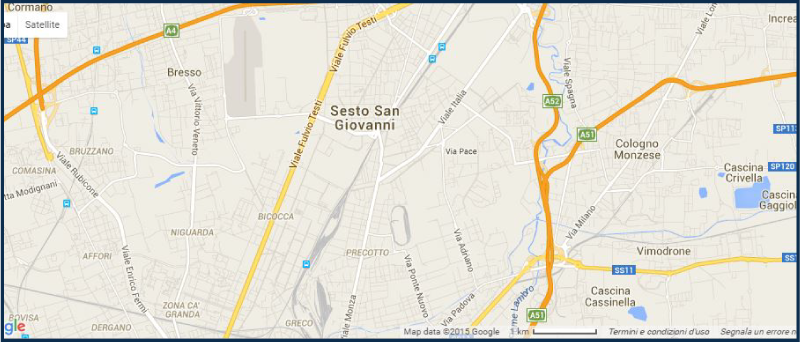 Cormano
Increa
Satellite
SP44
A4
Viale Lom
Bresso
Viale Fulvio Testi
Viale Spagna
A52
Viale Italia
Sesto San
Giovanni
Via Vittorio Veneto
Viale Fulvio Testi
A51
SP113
BRUZZANO
Via Pace
Cologno
Monzese
COMASINA
Viale Rubicone
SP120
Cascina
Crivella
tta Modignani
Cascina
Gaggiol
BICOCCA
Via Milano
NIGUARDA
Via Adriano
AFFORI
PRECOTTO
Vimodrone
Viale Enrico Fermi
Via Ponte Nuovo
SS11
SS1
Cascina
Cassinella
ZONA CA'
GRANDA
Via Padova
Fiume Lambro
BOVISA
DERGANO
GRECO
Viale Monza
A51
gle
Map data ©2015 Google
1 km
Termini e condizioni d'uso
Segnala un errore n